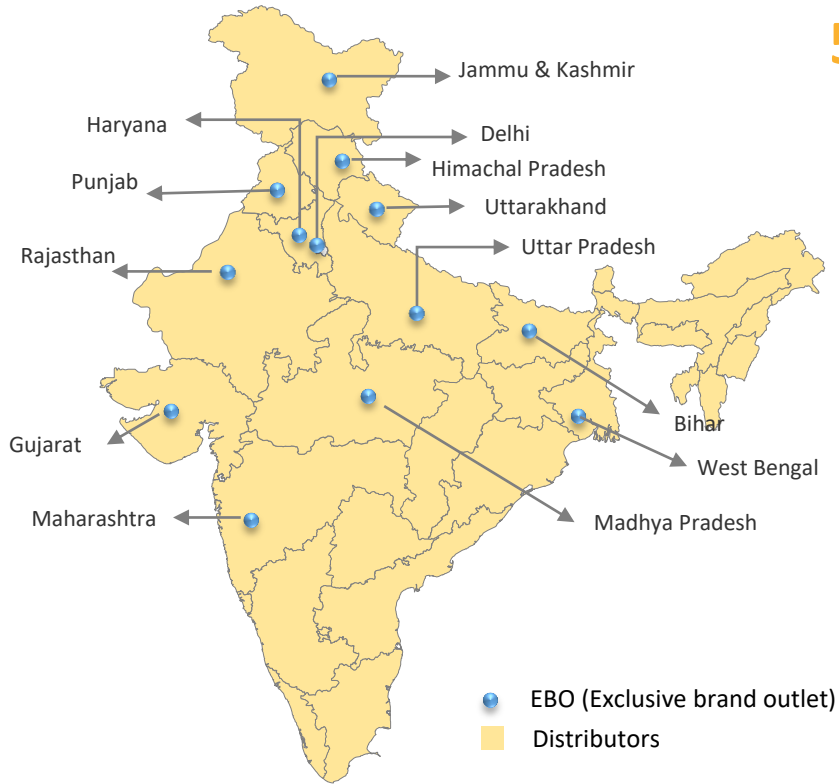 Jammu & Kashmir
Haryana
Delhi
Himachal Pradesh
Punjab
Uttarakhand
Uttar Pradesh
Rajasthan
Bihar
Gujarat
West Bengal
Maharashtra
Madhya Pradesh
EBO (Exclusive brand outlet)
Distributors